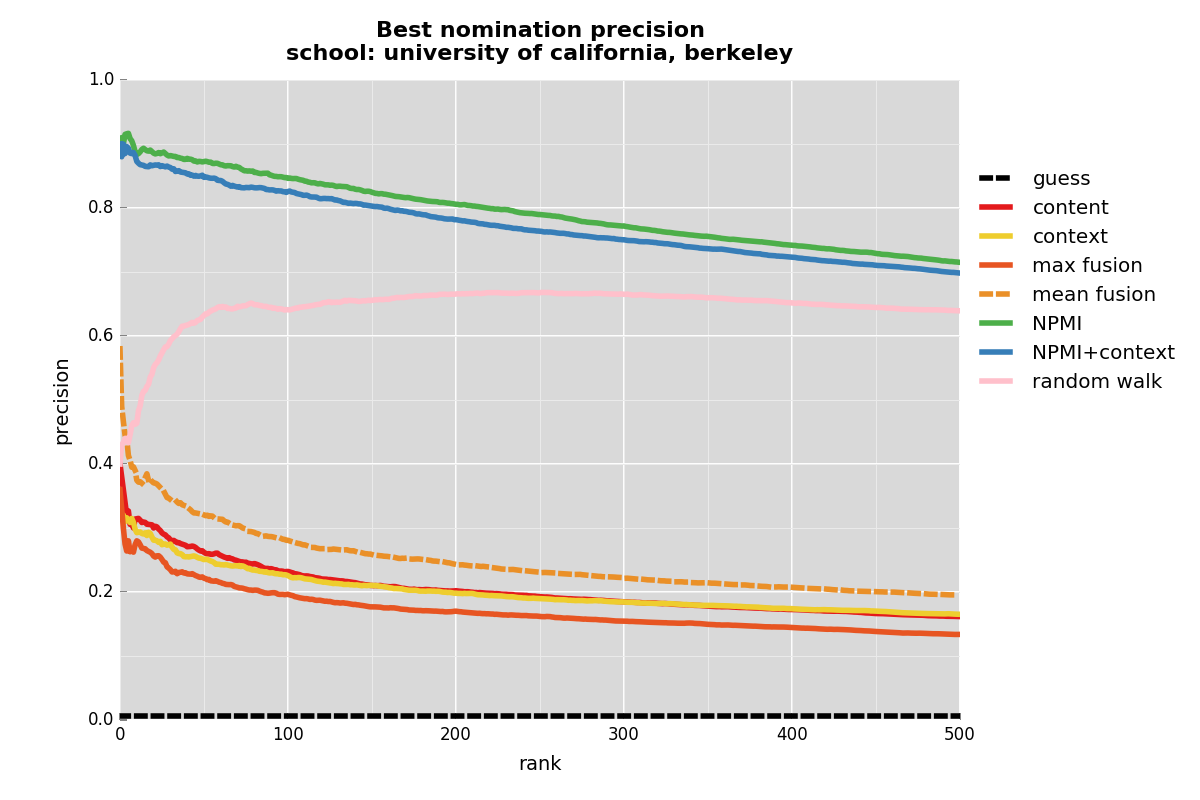 Best nomination precision
school: university of california, berkeley
precision
1.0
0.8
0.6
0.4
0.2
0.0
0 100 200 300 400 500
rank
guess
content
context
max fusion
mean fusion
NPMI
NPMI+context
random walk